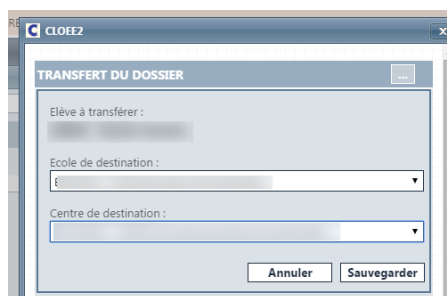 CLOEE2
TRANSFERT DU DOSSIER
...
Elève à transférer :
Ecole de destination :
Centre de destination :
Annuler
Sauvegarder